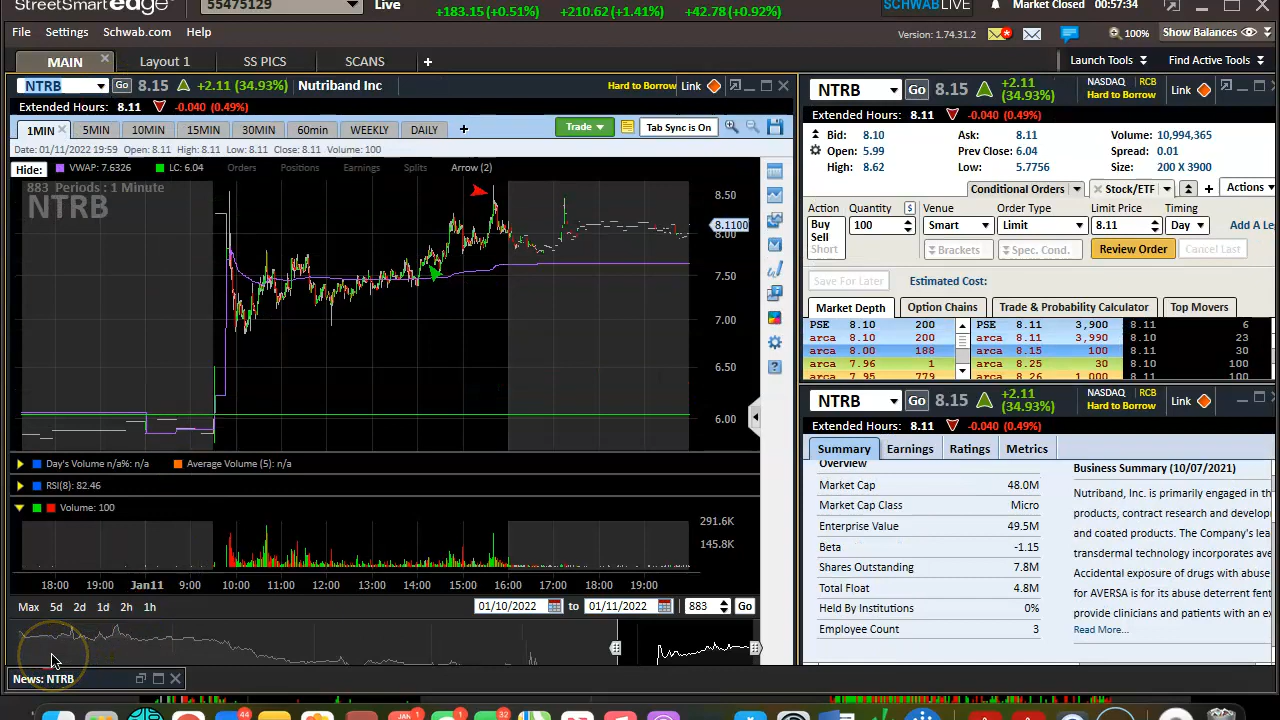 StreetSmart edge
55475129
Live
+183.15 (+0.51%) +210.62 (+1.41%) +42.78 (+0.92%)
SCHWABLIVE
Market Closed
00:57:34
File Settings Schwab.com Help
Version: 1.74.31.2
100%
Show Balances
MAIN Layout 1 SS PICS SCANS +
Launch Tools Find Active Tools
NTRB Go 8.15 +2.11 (34.93%) Nutriband Inc Hard to Borrow Link
Extended Hours: 8.11 -0.040 (0.49%)
1MIN 5MIN 10MIN 15MIN 30MIN 60min WEEKLY DAILY + Trade Tab Sync is On
Date: 01/11/2022 19:59 Open: 8.11 High: 8.11 Low: 8.11 Close: 8.11 Volume: 100
Hide: VWAP: 7.6326 LC: 6.04 Orders Positions Earnings Splits Arrow (2)
883 Periods : 1 Minute
NTRB
8.50
8.1100
8.00
7.50
7.00
6.50
6.00
Day's Volume n/a%: n/a Average Volume (5): n/a
RSI(8): 82.46
Volume: 100
291.6K
145.8K
18:00 19:00 Jan11 9:00 10:00 11:00 12:00 13:00 14:00 15:00 16:00 17:00 18:00 19:00
Max 5d 2d 1d 2h 1h 01/10/2022 to 01/11/2022 883 Go
News: NTRB
NTRB Go 8.15 +2.11 (34.93%) NASDAQ RCB Hard to Borrow Link
Extended Hours: 8.11 -0.040 (0.49%)
Bid: 8.10 Ask: 8.11 Volume: 10,994,365
Open: 5.99 Prev Close: 6.04 Spread: 0.01
High: 8.62 Low: 5.7756 Size: 200 X 3900
Conditional Orders Stock/ETF + Actions
Action Quantity $ Venue Order Type Limit Price Timing
Buy
Sell
Short
100 Smart Limit 8.11 Day Add A Le
Brackets Spec. Cond. Review Order Cancel Last
Save For Later Estimated Cost:
Market Depth Option Chains Trade & Probability Calculator Top Movers
PSE 8.10 200 PSE 8.11 3,900 8.11 6
arca 8.10 200 arca 8.11 3,990 8.10 23
arca 8.00 188 arca 8.15 100 8.11 30
arca 7.96 1 arca 8.25 30 8.10 100
arca 7.95 779 arca 8.26 1,000 8.11 100
NTRB Go 8.15 +2.11 (34.93%) NASDAQ RCB Hard to Borrow Link
Extended Hours: 8.11 -0.040 (0.49%)
Summary Earnings Ratings Metrics
Overview
Market Cap 48.0M
Market Cap Class Micro
Enterprise Value 49.5M
Beta -1.15
Shares Outstanding 7.8M
Total Float 4.8M
Held By Institutions 0%
Employee Count 3
Business Summary (10/07/2021)
Nutriband, Inc. is primarily engaged in th
products, contract research and develop
and coated products. The Company's lea
transdermal technology incorporates ave
Accidental exposure of drugs with abuse
for AVERSA is for its abuse deterrent fent
provide clinicians and patients with an ex
Read More...